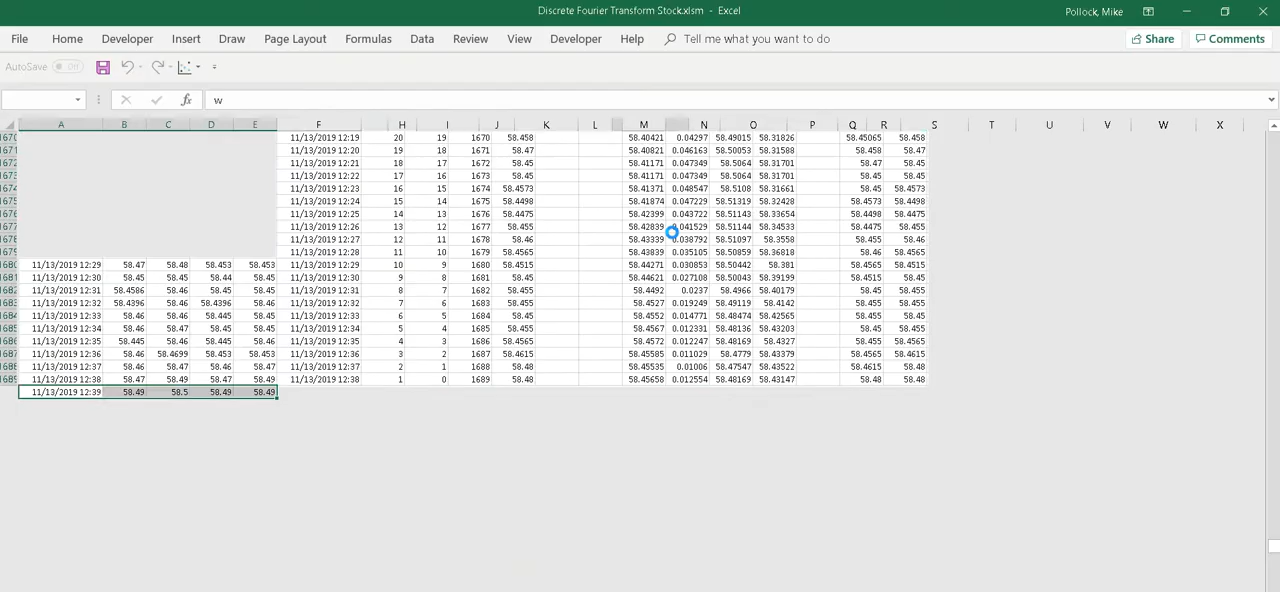 Discrete Fourier Transform Stock.xlsm - Excel
Pollock, Mike
File Home Developer Insert Draw Page Layout Formulas Data Review View Developer Help Tell me what you want to do Share Comments
AutoSave Off
fx w
A B C D E F H I J K L M N O P Q R S T U V W X
1670 11/13/2019 12:19 20 19 1670 58.458 58.40421 0.04297 58.49015 58.31826 58.45065 58.458
1671 11/13/2019 12:20 19 18 1671 58.47 58.40821 0.046163 58.50053 58.31588 58.458 58.47
1672 11/13/2019 12:21 18 17 1672 58.45 58.41171 0.047349 58.5064 58.31701 58.47 58.45
1673 11/13/2019 12:22 17 16 1673 58.45 58.41171 0.047349 58.5064 58.31701 58.45 58.45
1674 11/13/2019 12:23 16 15 1674 58.4573 58.41371 0.048547 58.5108 58.31661 58.45 58.4573
1675 11/13/2019 12:24 15 14 1675 58.4498 58.41874 0.047229 58.51319 58.32428 58.4573 58.4498
1676 11/13/2019 12:25 14 13 1676 58.4475 58.42399 0.043722 58.51143 58.33654 58.4498 58.4475
1677 11/13/2019 12:26 13 12 1677 58.455 58.42839 0.041529 58.51144 58.34533 58.4475 58.455
1678 11/13/2019 12:27 12 11 1678 58.46 58.43339 0.038792 58.51097 58.3558 58.455 58.46
1679 11/13/2019 12:28 11 10 1679 58.4565 58.43839 0.035105 58.50859 58.36818 58.46 58.4565
1680 11/13/2019 12:29 58.47 58.48 58.453 58.453 11/13/2019 12:29 10 9 1680 58.4515 58.44271 0.030853 58.50442 58.381 58.4565 58.4515
1681 11/13/2019 12:30 58.45 58.45 58.44 58.45 11/13/2019 12:30 9 8 1681 58.45 58.44621 0.027108 58.50043 58.39199 58.4515 58.45
1682 11/13/2019 12:31 58.4586 58.46 58.45 58.45 11/13/2019 12:31 8 7 1682 58.455 58.4492 0.0237 58.4966 58.40179 58.45 58.455
1683 11/13/2019 12:32 58.4396 58.46 58.4396 58.46 11/13/2019 12:32 7 6 1683 58.455 58.4527 0.019249 58.49119 58.4142 58.455 58.455
1684 11/13/2019 12:33 58.46 58.46 58.445 58.45 11/13/2019 12:33 6 5 1684 58.45 58.4552 0.014771 58.48474 58.42565 58.455 58.45
1685 11/13/2019 12:34 58.46 58.47 58.45 58.45 11/13/2019 12:34 5 4 1685 58.455 58.4567 0.012331 58.48136 58.43203 58.45 58.455
1686 11/13/2019 12:35 58.445 58.46 58.445 58.46 11/13/2019 12:35 4 3 1686 58.4565 58.4572 0.012247 58.48169 58.4327 58.455 58.4565
1687 11/13/2019 12:36 58.46 58.4699 58.453 58.453 11/13/2019 12:36 3 2 1687 58.4615 58.45585 0.011029 58.4779 58.43379 58.4565 58.4615
1688 11/13/2019 12:37 58.46 58.47 58.46 58.47 11/13/2019 12:37 2 1 1688 58.48 58.45535 0.01006 58.47547 58.43522 58.4615 58.48
1689 11/13/2019 12:38 58.47 58.49 58.47 58.49 11/13/2019 12:38 1 0 1689 58.48 58.45658 0.012554 58.48169 58.43147 58.48 58.48
11/13/2019 12:39 58.49 58.5 58.49 58.49